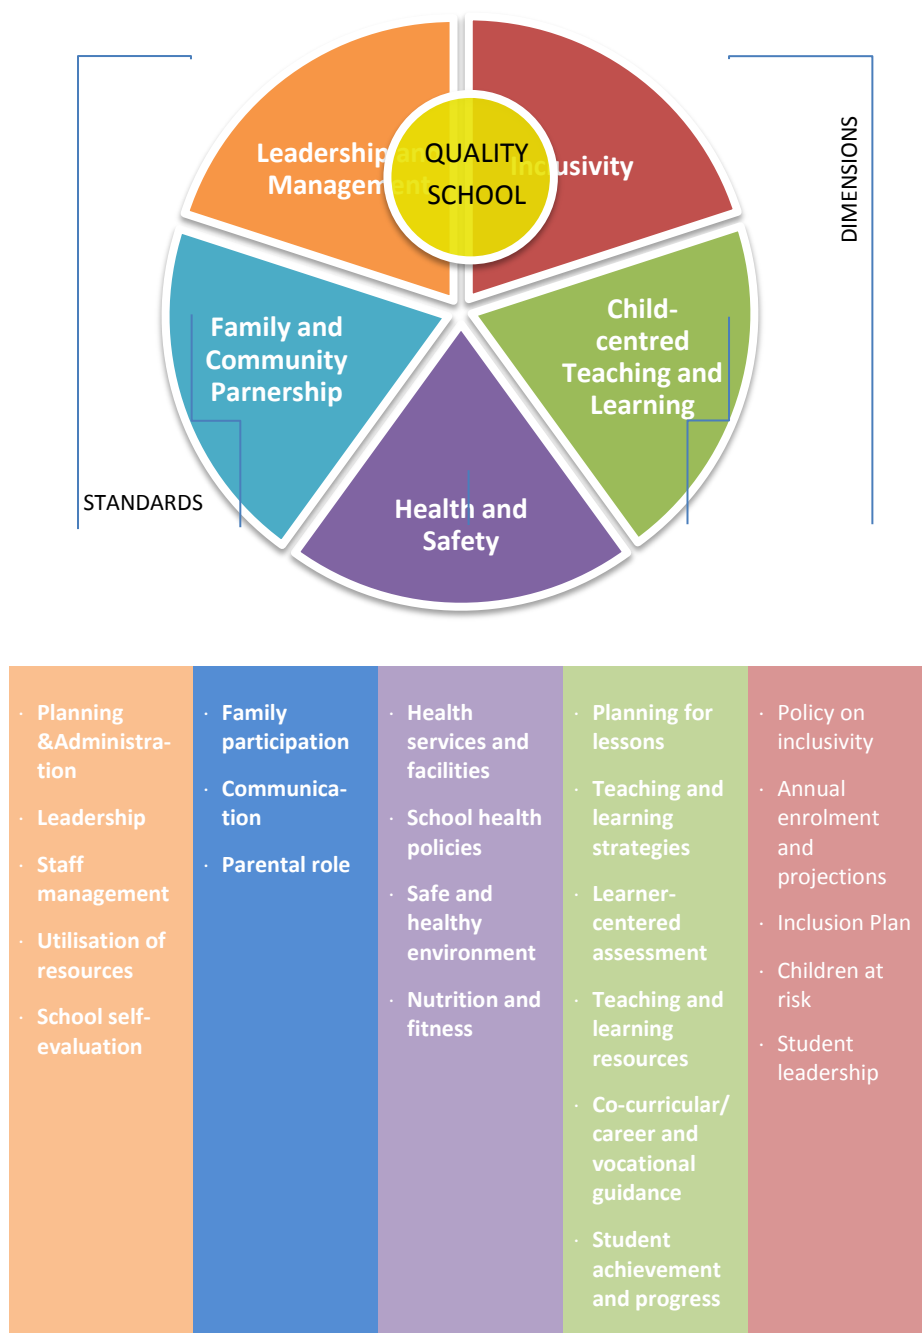 Leadership and
Management
QUALITY
SCHOOL
Inclusivity
DIMENSIONS
Family and
Community
Parnership
Child-
centred
Teaching and
Learning
STANDARDS
Health and
Safety
· Planning
&Administra-
tion
· Leadership
· Staff
management
· Utilisation of
resources
· School self-
evaluation
· Family
participation
· Communica-
tion
· Parental role
· Health
services and
facilities
· School health
policies
· Safe and
healthy
environment
· Nutrition and
fitness
· Planning for
lessons
· Teaching and
learning
strategies
· Learner-
centered
assessment
· Teaching and
learning
resources
· Co-curricular/
career and
vocational
guidance
· Student
achievement
and progress
· Policy on
inclusivity
· Annual
enrolment
and
projections
· Inclusion Plan
· Children at
risk
· Student
leadership